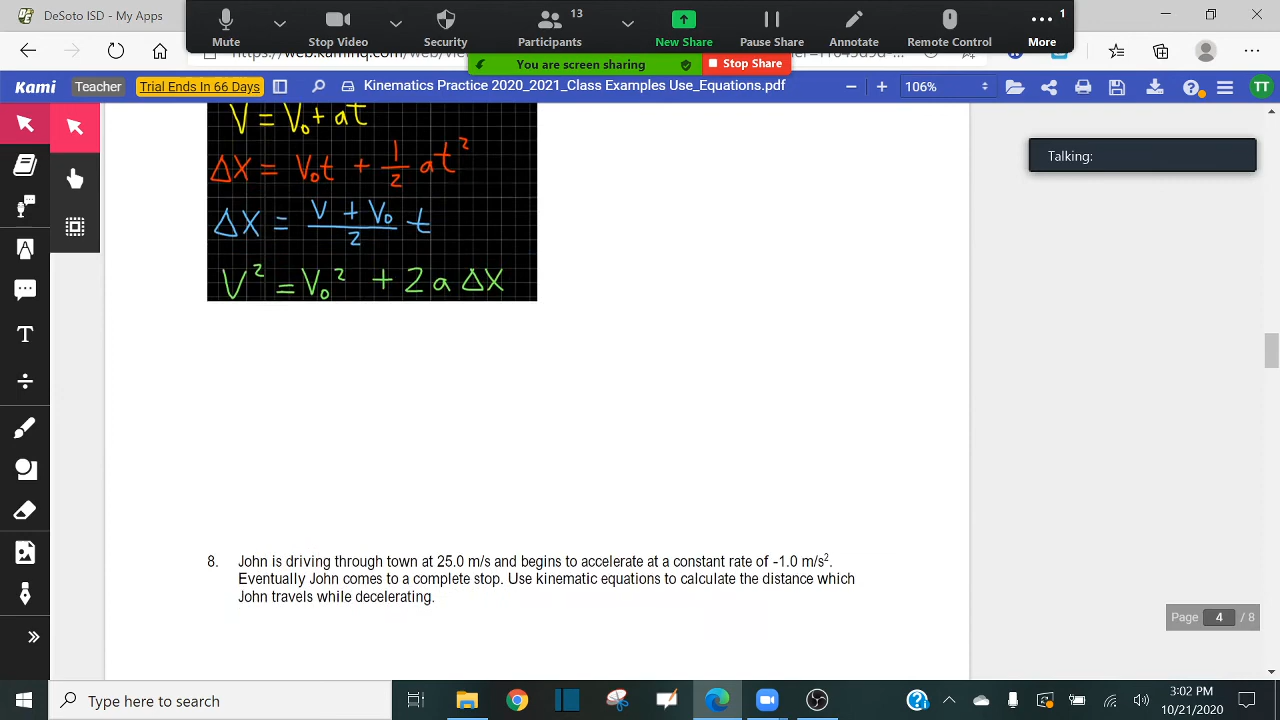 DeSoto ISD - My Apps
Mute
Stop Video
Security
13
Participants
New Share
Pause Share
Annotate
Remote Control
1
More
You are screen sharing
Stop Share
Kami
Teacher
Trial Ends In 66 Days
Kinematics Practice 2020_2021_Class Examples Use_Equations.pdf
106%
TT
Talking:
V = V₀ + at
ΔX = V₀t + 1/2 at²
ΔX = (V + V₀)/2 t
V² = V₀² + 2a ΔX
8. John is driving through town at 25.0 m/s and begins to accelerate at a constant rate of -1.0 m/s².
Eventually John comes to a complete stop. Use kinematic equations to calculate the distance which
John travels while decelerating.
Page 4 / 8
Type here to search
3:02 PM
10/21/2020